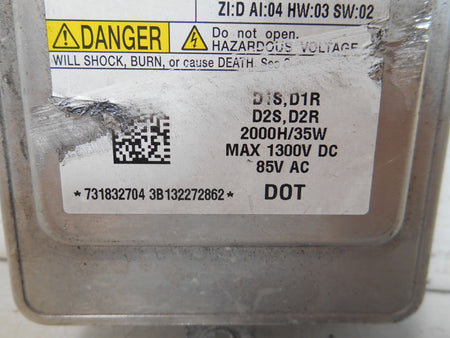 ZI:D AI:04 HW:03 SW:02
DANGER
Do not open.
HAZARDOUS VOLTAGE
WILL SHOCK, BURN, or cause DEATH. See
D1S,D1R
D2S,D2R
2000H/35W
MAX 1300V DC
85V AC
*731832704 3B132272862* DOT